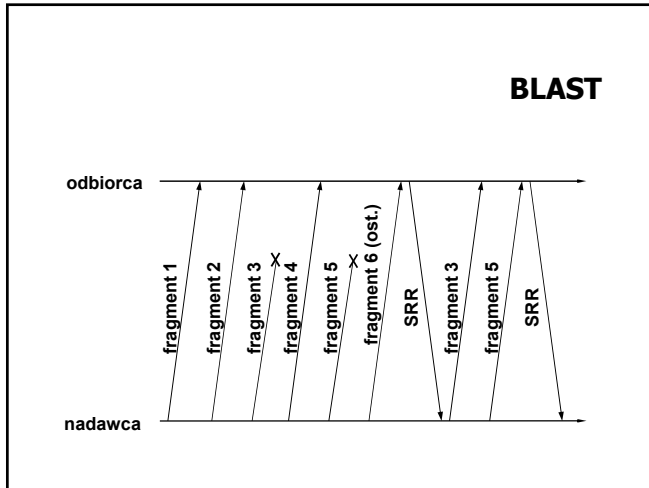 BLAST
odbiorca
fragment 1
fragment 2
fragment 3
X
fragment 4
fragment 5
X
fragment 6 (ost.)
SRR
fragment 3
fragment 5
SRR
nadawca